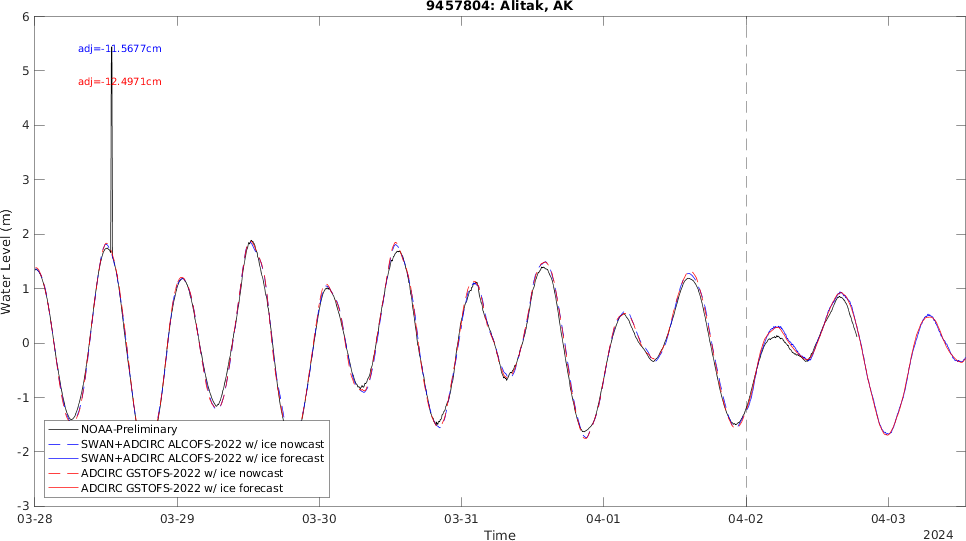 9457804: Alitak, AK
6
5
4
3
2
1
0
-1
-2
-3
Water Level (m)
adj=-11.5677cm
adj=-12.4971cm
NOAA-Preliminary
SWAN+ADCIRC ALCOFS-2022 w/ ice nowcast
SWAN+ADCIRC ALCOFS-2022 w/ ice forecast
ADCIRC GSTOFS-2022 w/ ice nowcast
ADCIRC GSTOFS-2022 w/ ice forecast
03-28 03-29 03-30 03-31 04-01 04-02 04-03
Time
2024